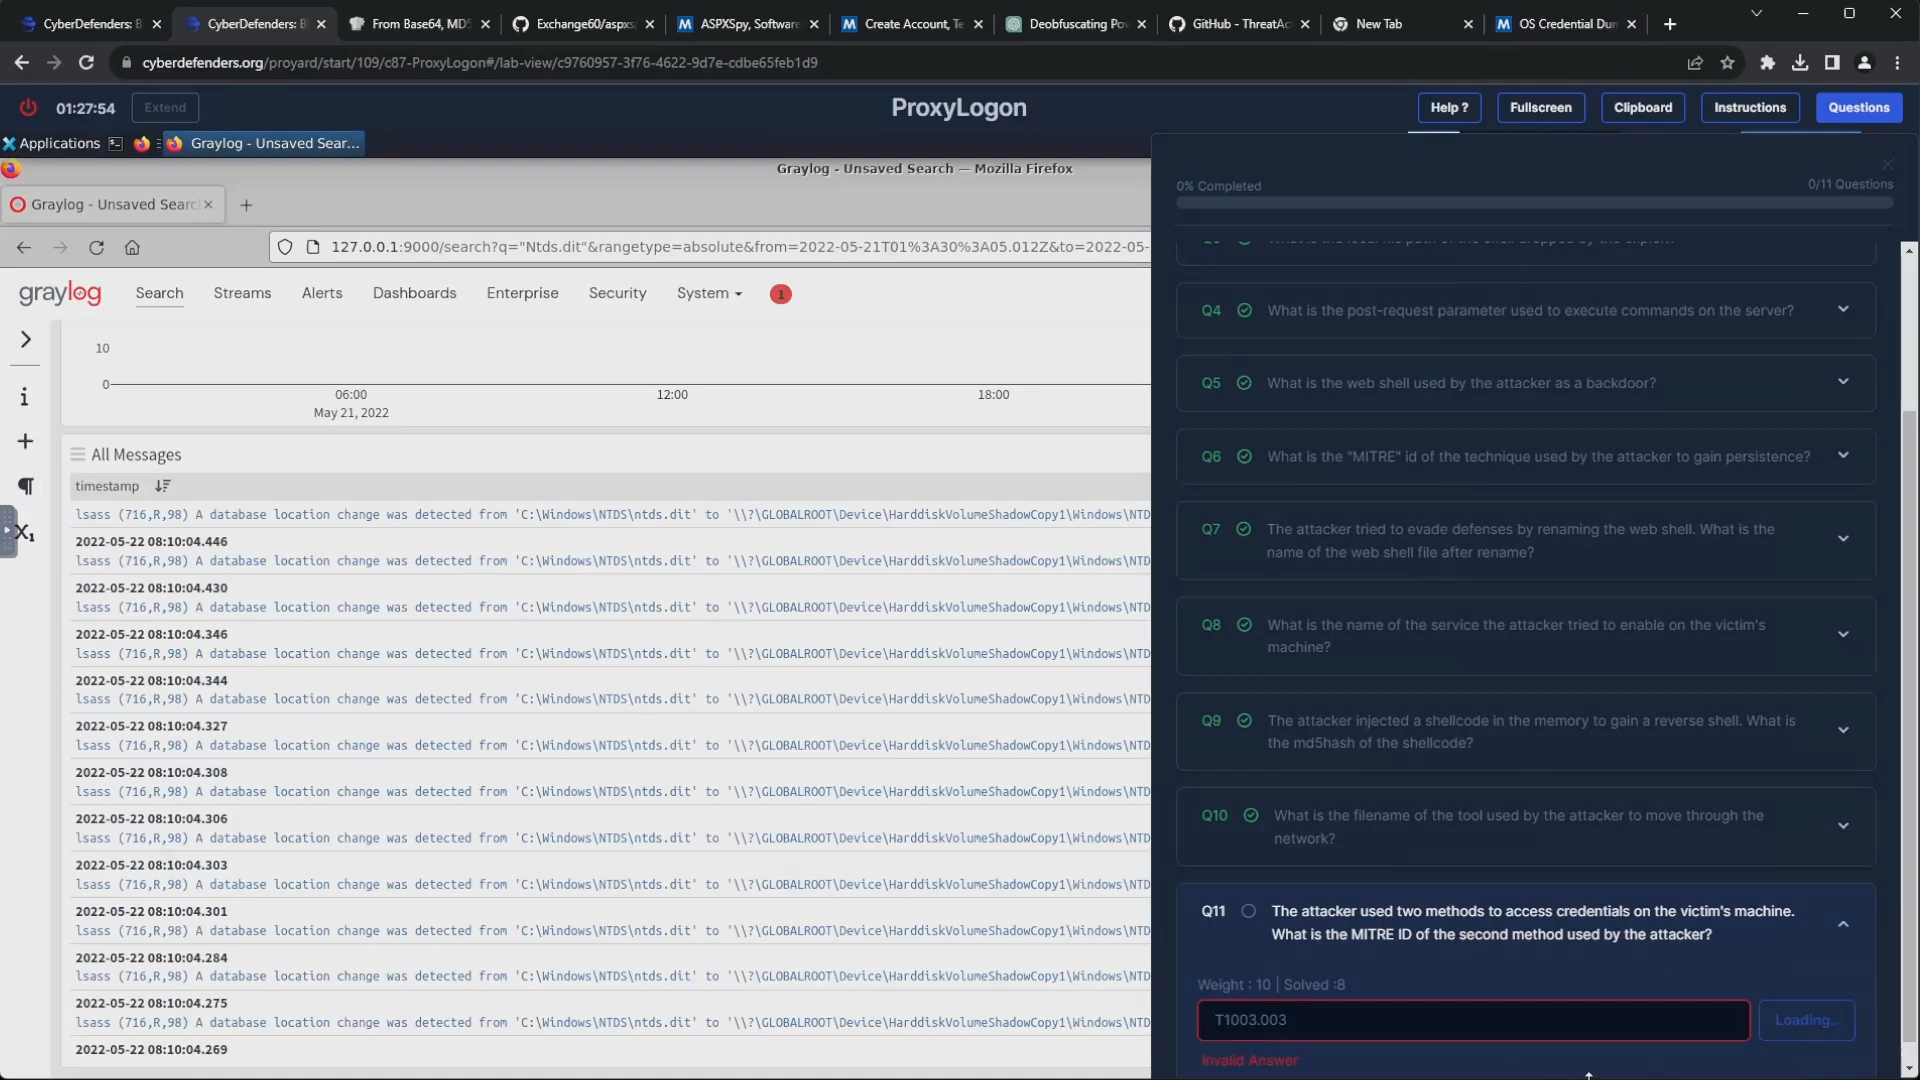 CyberDefenders: B
CyberDefenders: B
From Base64, MD5
Exchange60/aspxs
ASPXSpy, Software
Create Account, Te
Deobfuscating Po
GitHub - ThreatAc
New Tab
OS Credential Dum
cyberdefenders.org/proyard/start/109/c87-ProxyLogon#/lab-view/c9760957-3f76-4622-9d7e-cdbe65feb1d9
01:27:54
Extend
ProxyLogon
Help ?
Fullscreen
Clipboard
Instructions
Questions
Applications
Graylog - Unsaved Sear...
Graylog - Unsaved Search — Mozilla Firefox
Graylog - Unsaved Searc
127.0.0.1:9000/search?q="Ntds.dit"&rangetype=absolute&from=2022-05-21T01%3A30%3A05.012Z&to=2022-05-
graylog
Search
Streams
Alerts
Dashboards
Enterprise
Security
System
1
10
0
06:00
12:00
18:00
May 21, 2022
All Messages
timestamp
lsass (716,R,98) A database location change was detected from 'C:\Windows\NTDS\ntds.dit' to '\\?\GLOBALROOT\Device\HarddiskVolumeShadowCopy1\Windows\NTD
2022-05-22 08:10:04.446
lsass (716,R,98) A database location change was detected from 'C:\Windows\NTDS\ntds.dit' to '\\?\GLOBALROOT\Device\HarddiskVolumeShadowCopy1\Windows\NTD
2022-05-22 08:10:04.430
lsass (716,R,98) A database location change was detected from 'C:\Windows\NTDS\ntds.dit' to '\\?\GLOBALROOT\Device\HarddiskVolumeShadowCopy1\Windows\NTD
2022-05-22 08:10:04.346
lsass (716,R,98) A database location change was detected from 'C:\Windows\NTDS\ntds.dit' to '\\?\GLOBALROOT\Device\HarddiskVolumeShadowCopy1\Windows\NTD
2022-05-22 08:10:04.344
lsass (716,R,98) A database location change was detected from 'C:\Windows\NTDS\ntds.dit' to '\\?\GLOBALROOT\Device\HarddiskVolumeShadowCopy1\Windows\NTD
2022-05-22 08:10:04.327
lsass (716,R,98) A database location change was detected from 'C:\Windows\NTDS\ntds.dit' to '\\?\GLOBALROOT\Device\HarddiskVolumeShadowCopy1\Windows\NTD
2022-05-22 08:10:04.308
lsass (716,R,98) A database location change was detected from 'C:\Windows\NTDS\ntds.dit' to '\\?\GLOBALROOT\Device\HarddiskVolumeShadowCopy1\Windows\NTD
2022-05-22 08:10:04.306
lsass (716,R,98) A database location change was detected from 'C:\Windows\NTDS\ntds.dit' to '\\?\GLOBALROOT\Device\HarddiskVolumeShadowCopy1\Windows\NTD
2022-05-22 08:10:04.303
lsass (716,R,98) A database location change was detected from 'C:\Windows\NTDS\ntds.dit' to '\\?\GLOBALROOT\Device\HarddiskVolumeShadowCopy1\Windows\NTD
2022-05-22 08:10:04.301
lsass (716,R,98) A database location change was detected from 'C:\Windows\NTDS\ntds.dit' to '\\?\GLOBALROOT\Device\HarddiskVolumeShadowCopy1\Windows\NTD
2022-05-22 08:10:04.284
lsass (716,R,98) A database location change was detected from 'C:\Windows\NTDS\ntds.dit' to '\\?\GLOBALROOT\Device\HarddiskVolumeShadowCopy1\Windows\NTD
2022-05-22 08:10:04.275
lsass (716,R,98) A database location change was detected from 'C:\Windows\NTDS\ntds.dit' to '\\?\GLOBALROOT\Device\HarddiskVolumeShadowCopy1\Windows\NTD
2022-05-22 08:10:04.269
0% Completed
0/11 Questions
Q4 What is the post-request parameter used to execute commands on the server?
Q5 What is the web shell used by the attacker as a backdoor?
Q6 What is the "MITRE" id of the technique used by the attacker to gain persistence?
Q7 The attacker tried to evade defenses by renaming the web shell. What is the
name of the web shell file after rename?
Q8 What is the name of the service the attacker tried to enable on the victim's
machine?
Q9 The attacker injected a shellcode in the memory to gain a reverse shell. What is
the md5hash of the shellcode?
Q10 What is the filename of the tool used by the attacker to move through the
network?
Q11 The attacker used two methods to access credentials on the victim's machine.
What is the MITRE ID of the second method used by the attacker?
Weight : 10 | Solved :8
T1003.003
Loading..
Invalid Answer